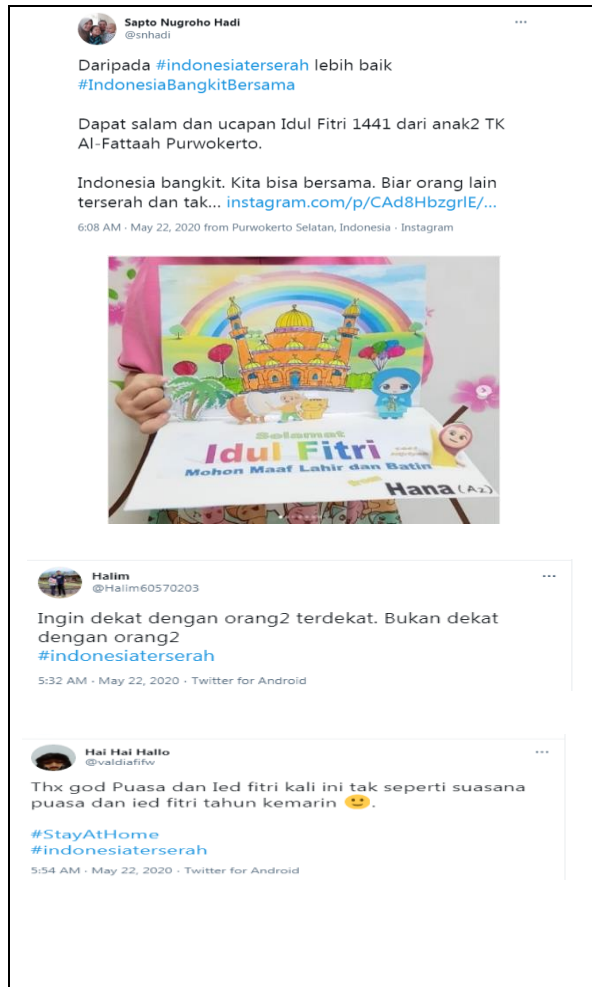 Sapto Nugroho Hadi
@snhadi
Daripada #indonesiaterserah lebih baik
#IndonesiaBangkitBersama
Dapat salam dan ucapan Idul Fitri 1441 dari anak2 TK
Al-Fattaah Purwokerto.
Indonesia bangkit. Kita bisa bersama. Biar orang lain
terserah dan tak... instagram.com/p/CAd8HbzgrlE/...
6:08 AM · May 22, 2020 from Purwokerto Selatan, Indonesia · Instagram
Selamat
Idul Fitri
Mohon Maaf Lahir dan Batin
from
Hana (A2)
Halim
@Halim60570203
Ingin dekat dengan orang2 terdekat. Bukan dekat
dengan orang2
#indonesiaterserah
5:32 AM · May 22, 2020 · Twitter for Android
Hai Hai Hallo
@valdiafifw
Thx god Puasa dan Ied fitri kali ini tak seperti suasana
puasa dan ied fitri tahun kemarin 🙂.
#StayAtHome
#indonesiaterserah
5:54 AM · May 22, 2020 · Twitter for Android